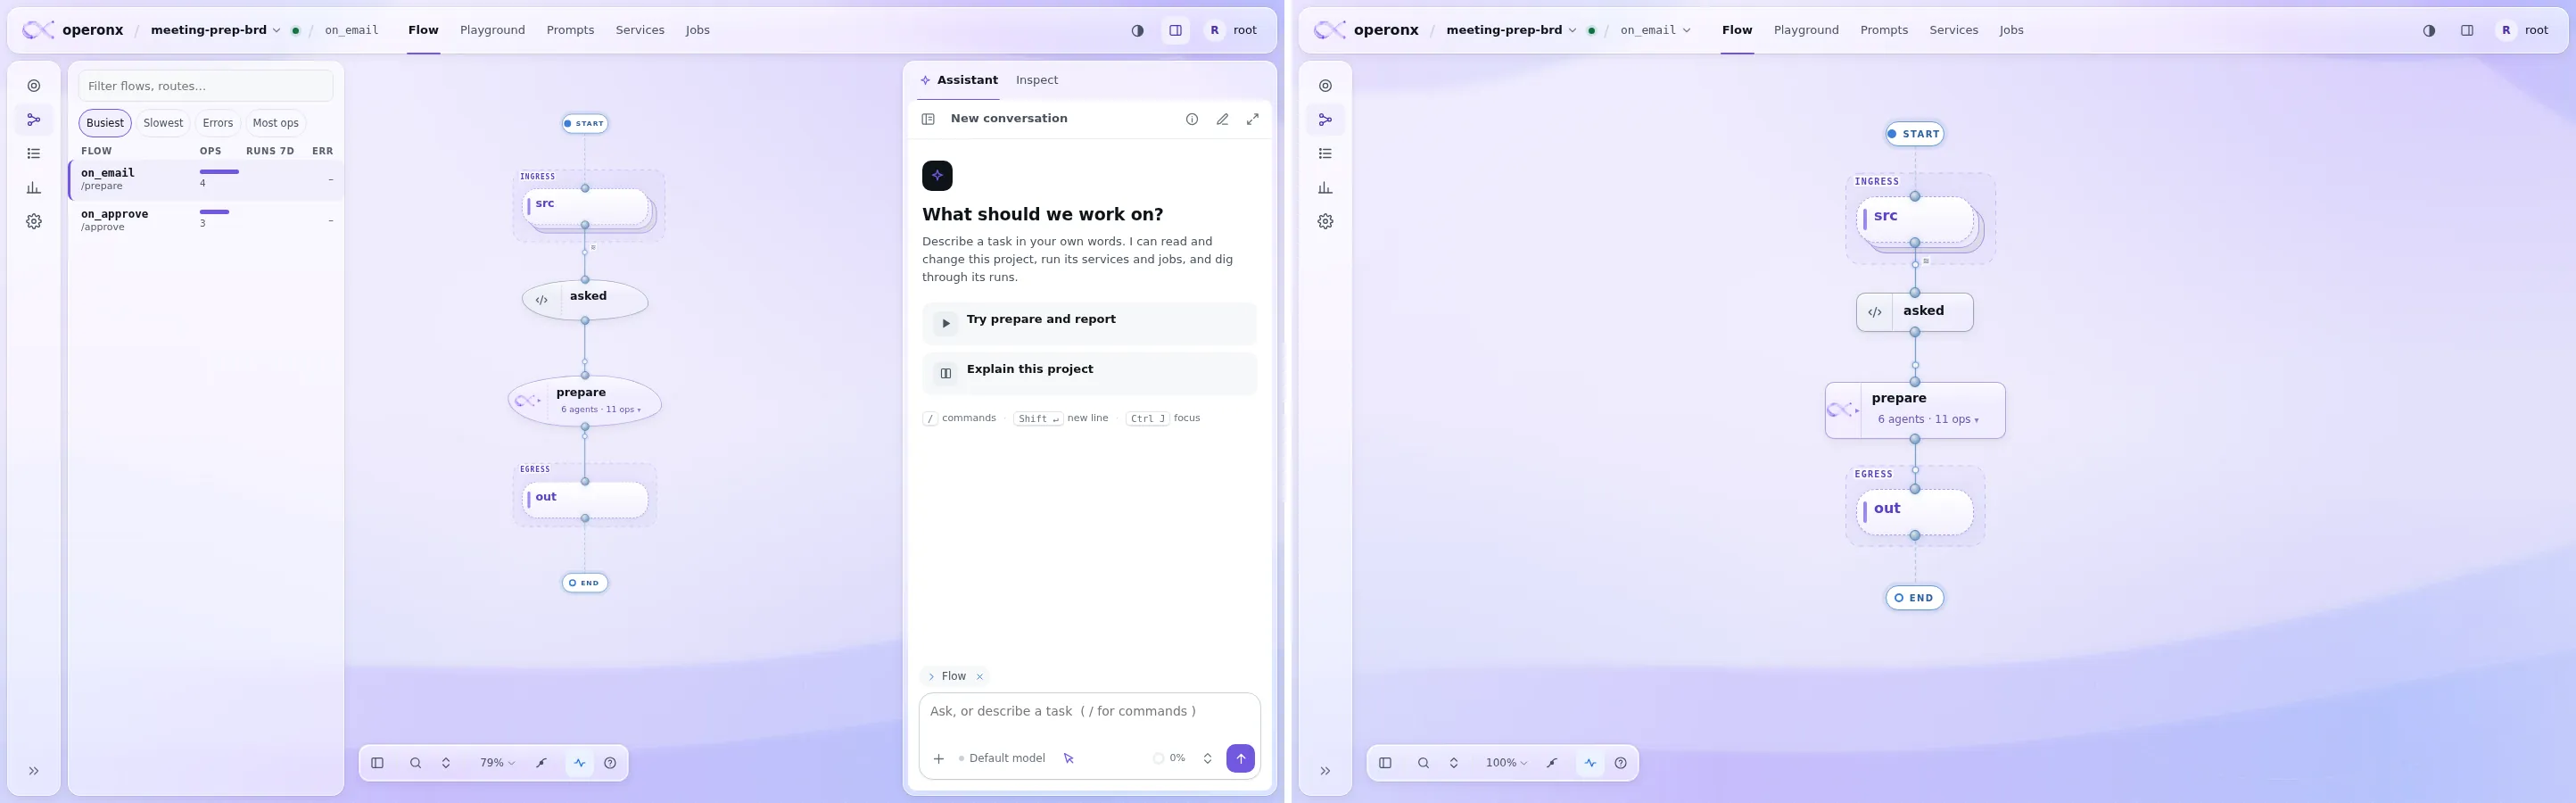 operonx / meeting-prep-brd / on_email Flow Playground Prompts Services Jobs R root
Filter flows, routes...
Busiest Slowest Errors Most ops
FLOW OPS RUNS 7D ERR
on_email
/prepare
4 –
on_approve
/approve
3 –
START
INGRESS
src
asked
prepare
6 agents · 11 ops
EGRESS
out
END
79%
Assistant Inspect
New conversation
What should we work on?
Describe a task in your own words. I can read and
change this project, run its services and jobs, and dig
through its runs.
Try prepare and report
Explain this project
/ commands · Shift ↵ new line · Ctrl J focus
Flow ×
Ask, or describe a task ( / for commands )
Default model 0%
operonx / meeting-prep-brd / on_email Flow Playground Prompts Services Jobs R root
START
INGRESS
src
asked
prepare
6 agents · 11 ops
EGRESS
out
END
100%